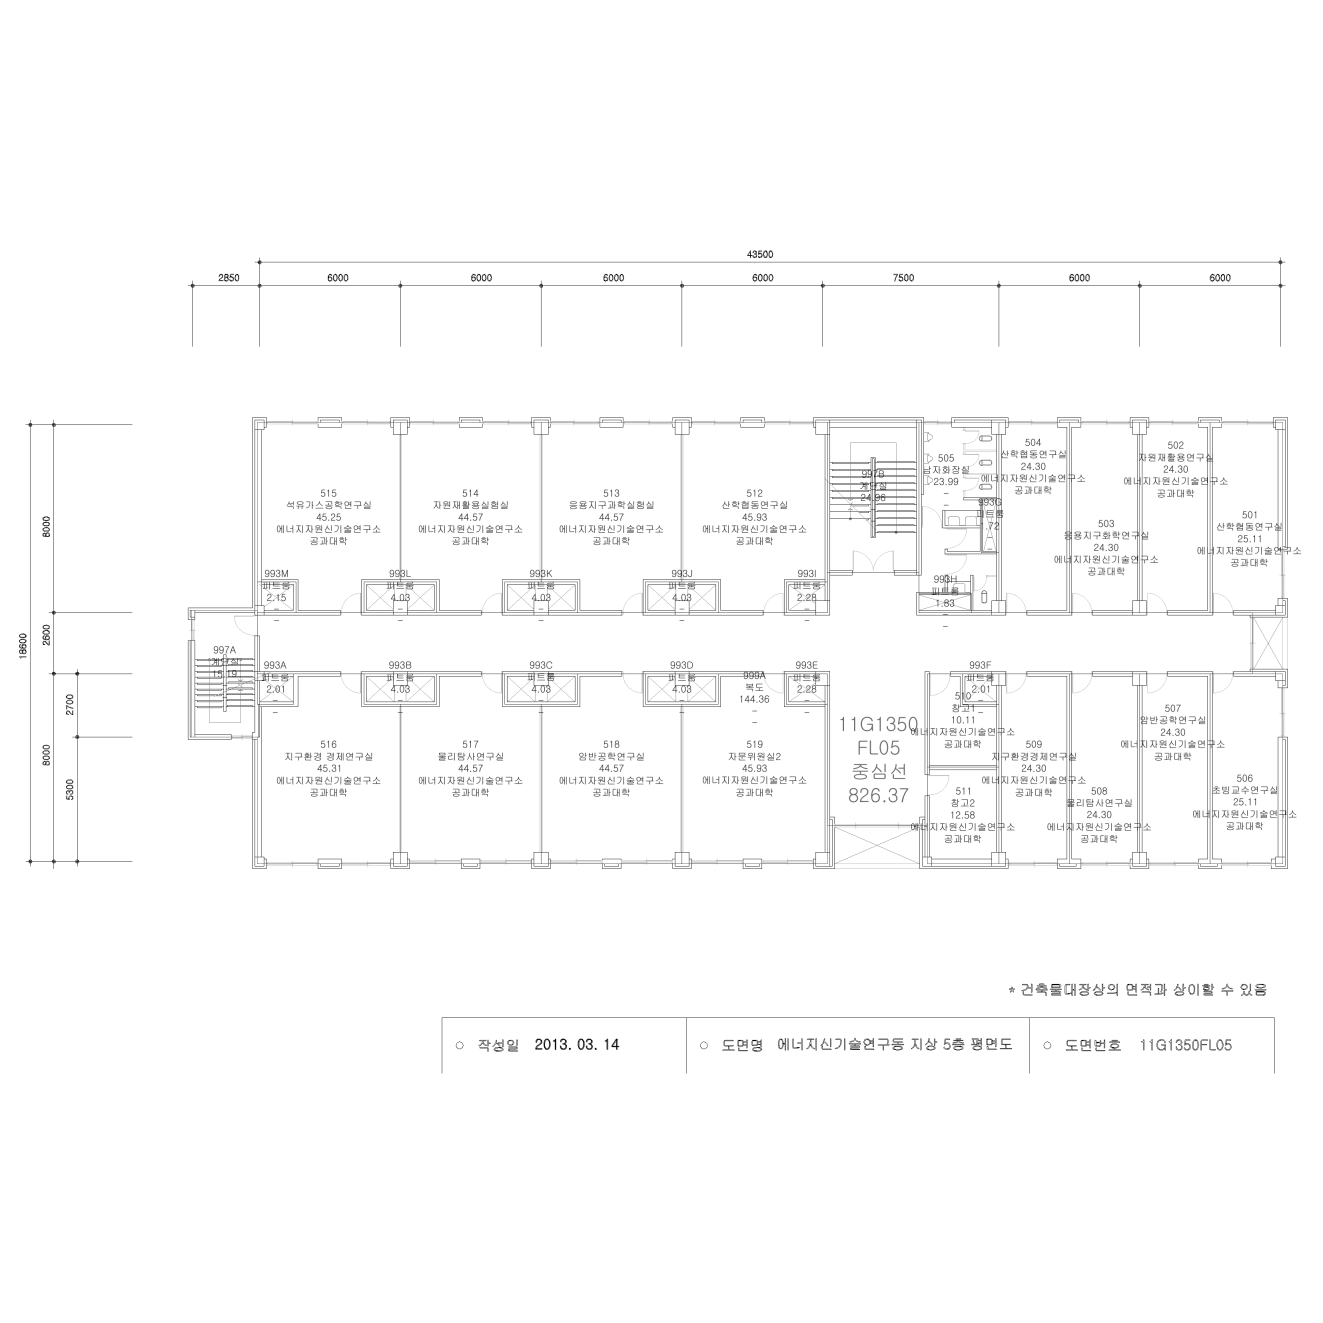 43500
2850 6000 6000 6000 6000 7500 6000 6000
18600
8000
2600
8000
2700
5300
515
석유가스공학연구실
45.25
에너지자원신기술연구소
공과대학
514
자원재활용실험실
44.57
에너지자원신기술연구소
공과대학
513
응용지구과학실험실
44.57
에너지자원신기술연구소
공과대학
512
산학협동연구실
45.93
에너지자원신기술연구소
공과대학
997B
계단실
24.96
505
남자화장실
23.99
993G
피트룸
1.72
504
산학협동연구실
24.30
에너지자원신기술연구소
공과대학
503
응용지구화학연구실
24.30
에너지자원신기술연구소
공과대학
502
자원재활용연구실
24.30
에너지자원신기술연구소
공과대학
501
산학협동연구실
25.11
에너지자원신기술연구소
공과대학
993M
피트룸
2.15
993L
피트룸
4.03
993K
피트룸
4.03
993J
피트룸
4.03
993I
피트룸
2.28
993H
피트룸
1.83
997A
계단실
15.19
993A
피트룸
2.01
993B
피트룸
4.03
993C
피트룸
4.03
993D
피트룸
4.03
999A
복도
144.36
993E
피트룸
2.28
993F
피트룸
2.01
516
지구환경 경제연구실
45.31
에너지자원신기술연구소
공과대학
517
물리탐사연구실
44.57
에너지자원신기술연구소
공과대학
518
암반공학연구실
44.57
에너지자원신기술연구소
공과대학
519
자문위원실2
45.93
에너지자원신기술연구소
공과대학
11G1350
FL05
중심선
826.37
510
창고1
10.11
에너지자원신기술연구소
공과대학
511
창고2
12.58
에너지자원신기술연구소
공과대학
509
지구환경경제연구실
24.30
에너지자원신기술연구소
공과대학
508
물리탐사연구실
24.30
에너지자원신기술연구소
공과대학
507
암반공학연구실
24.30
에너지자원신기술연구소
공과대학
506
초빙교수연구실
25.11
에너지자원신기술연구소
공과대학
* 건축물대장상의 면적과 상이할 수 있음
○ 작성일 2013. 03. 14 ○ 도면명 에너지신기술연구동 지상 5층 평면도 ○ 도면번호 11G1350FL05